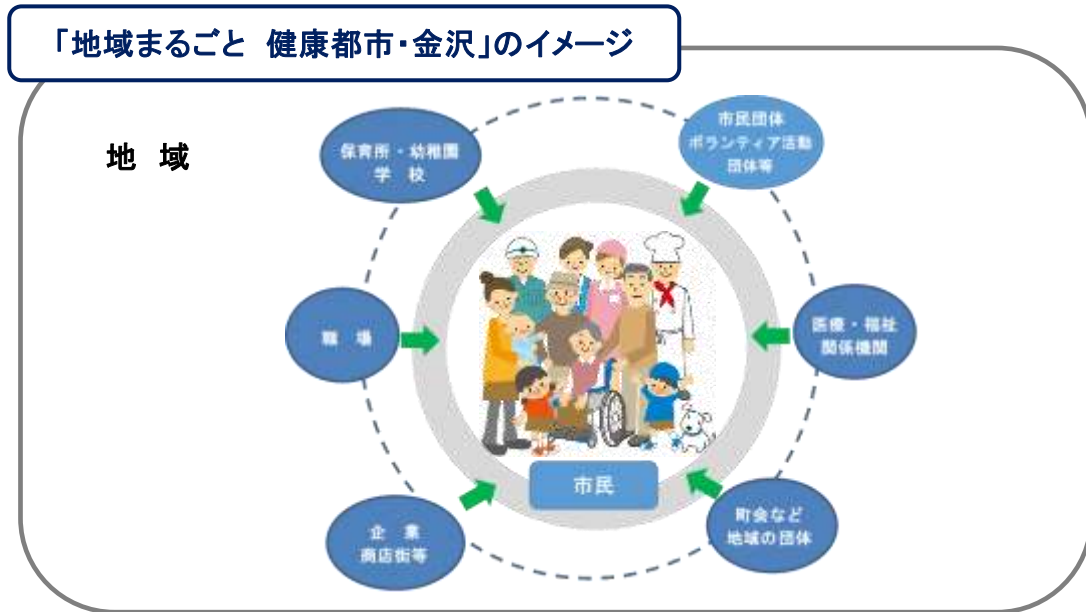 「地域まるごと 健康都市・金沢」のイメージ
地 域
保育所・幼稚園
学 校
市民団体
ボランティア活動
団体等
職 場
医療・福祉
関係機関
市民
企 業
商店街等
町会など
地域の団体